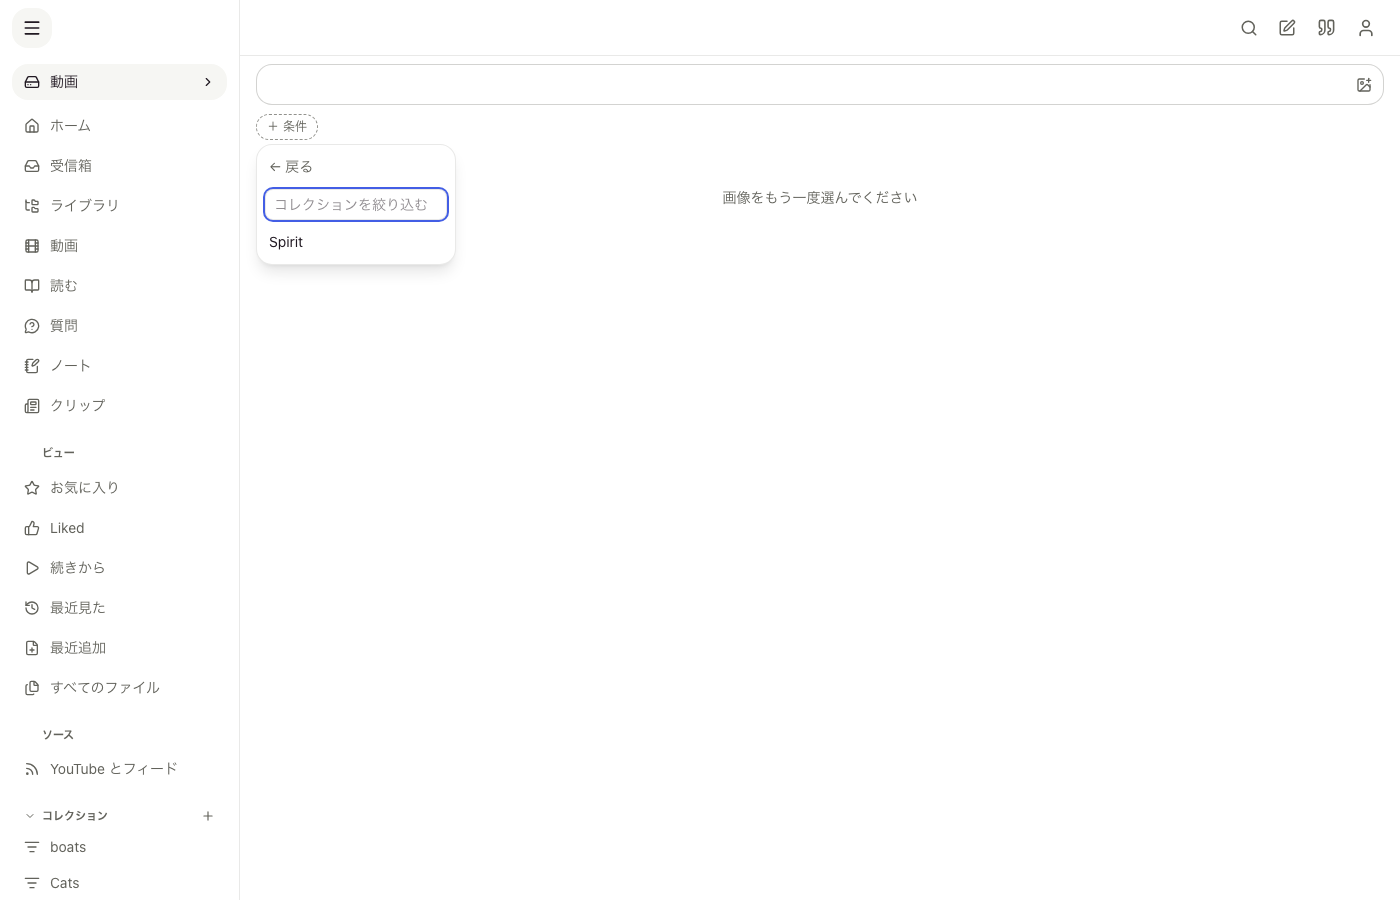 動画
ホーム
受信箱
ライブラリ
動画
読む
質問
ノート
クリップ
ビュー
お気に入り
Liked
続きから
最近見た
最近追加
すべてのファイル
ソース
YouTube とフィード
コレクション
boats
Cats
条件
戻る
コレクションを絞り込む
Spirit
画像をもう一度選んでください